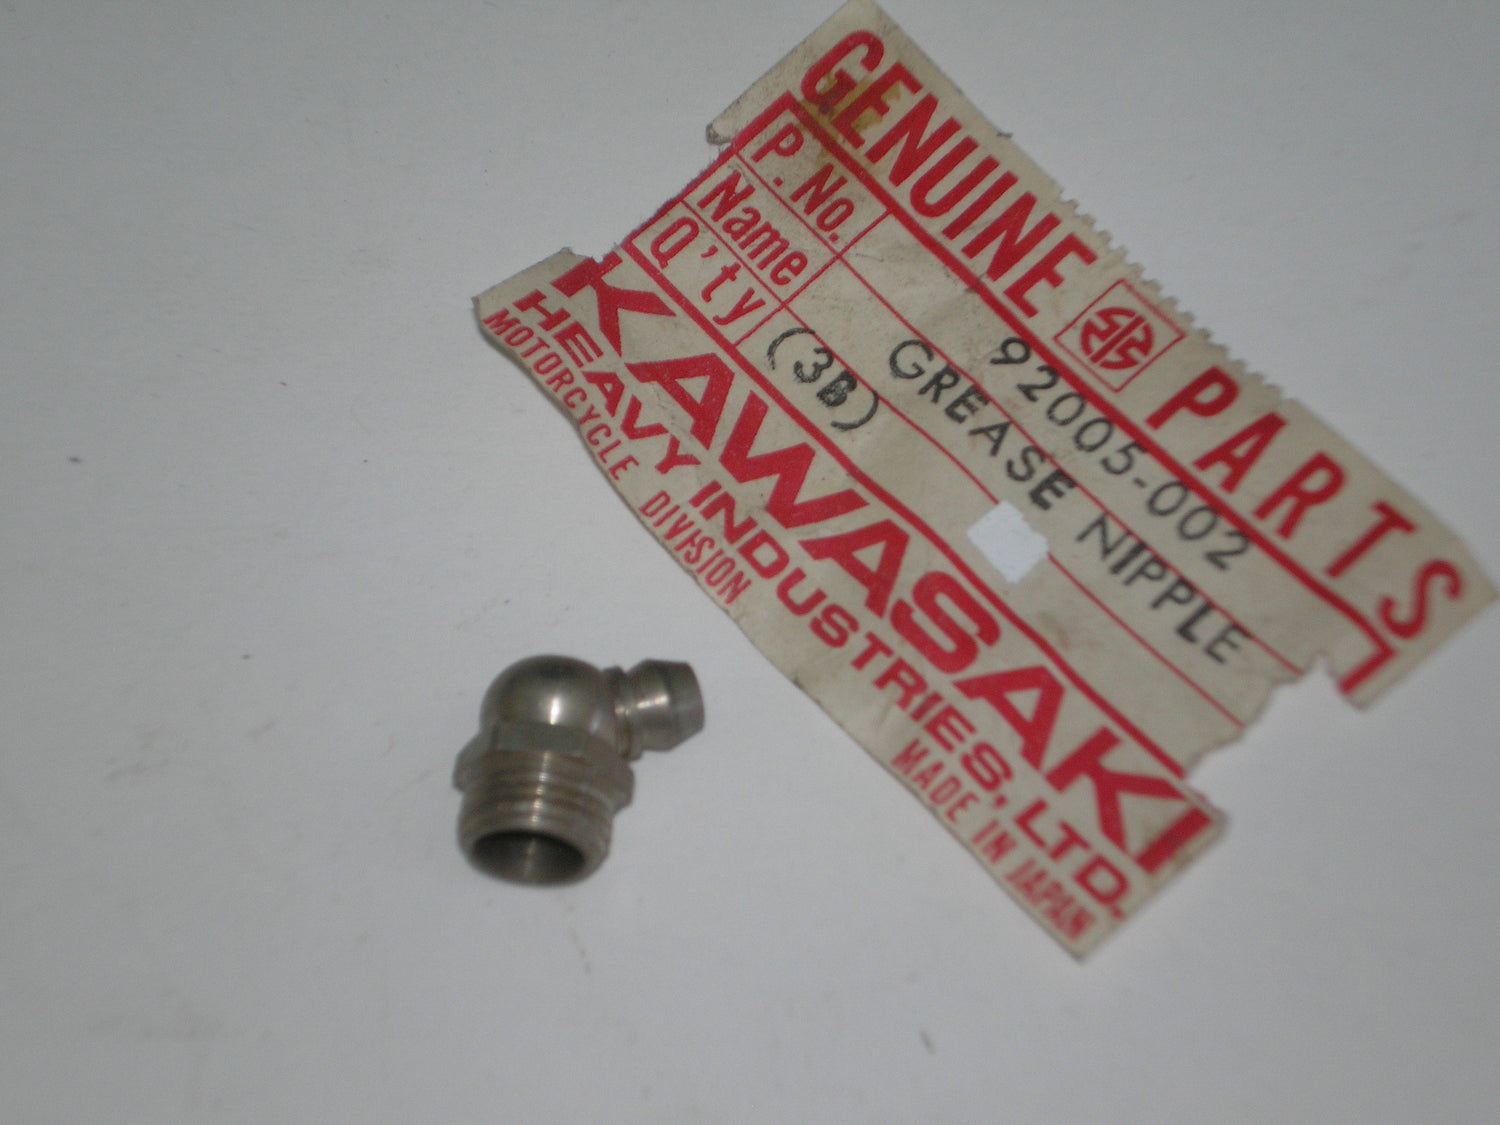 GENUINE PARTS
P. No. 92005-002
Name GREASE NIPPLE
Q'ty (3B)
KAWASAKI
HEAVY INDUSTRIES, LTD.
MOTORCYCLE DIVISION MADE IN JAPAN